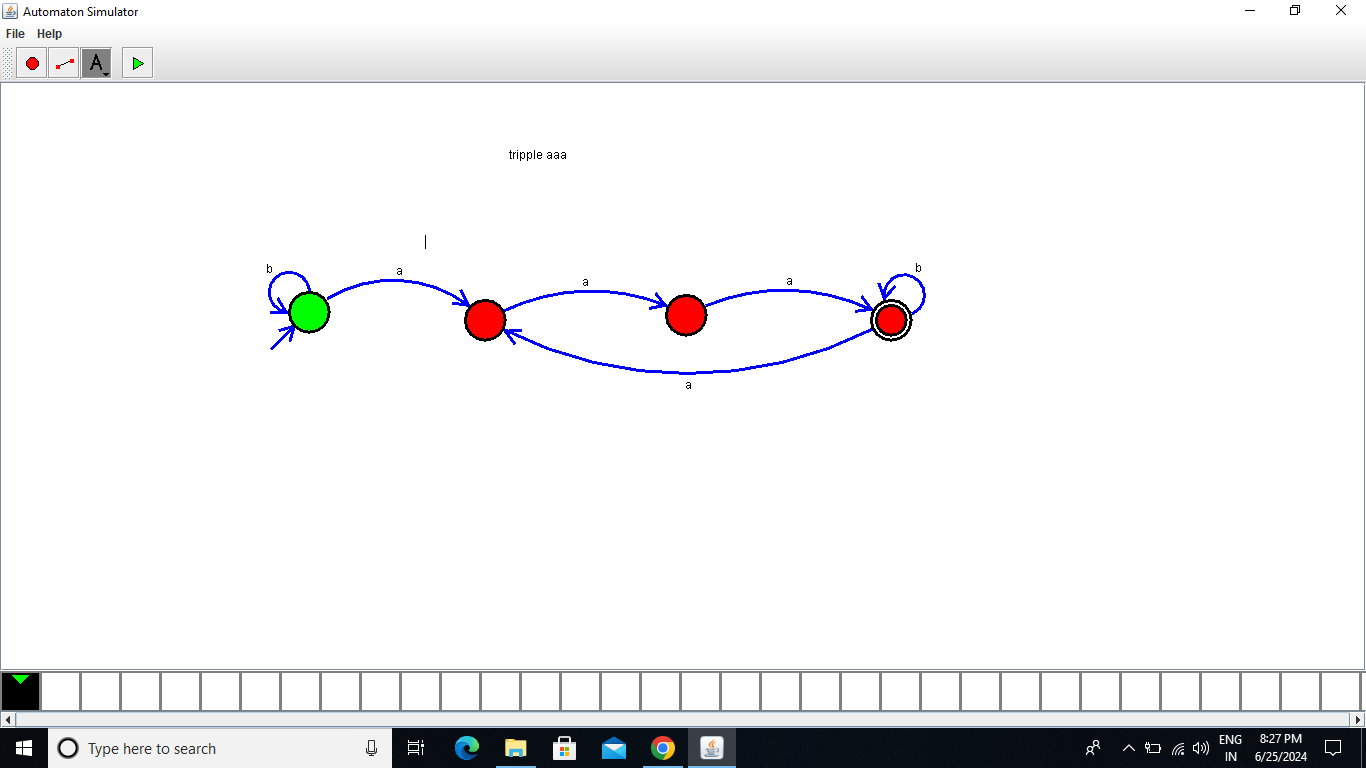 Automaton Simulator
File Help
A
tripple aaa
b
a
a
a
b
a
Type here to search
ENG
IN
8:27 PM
6/25/2024